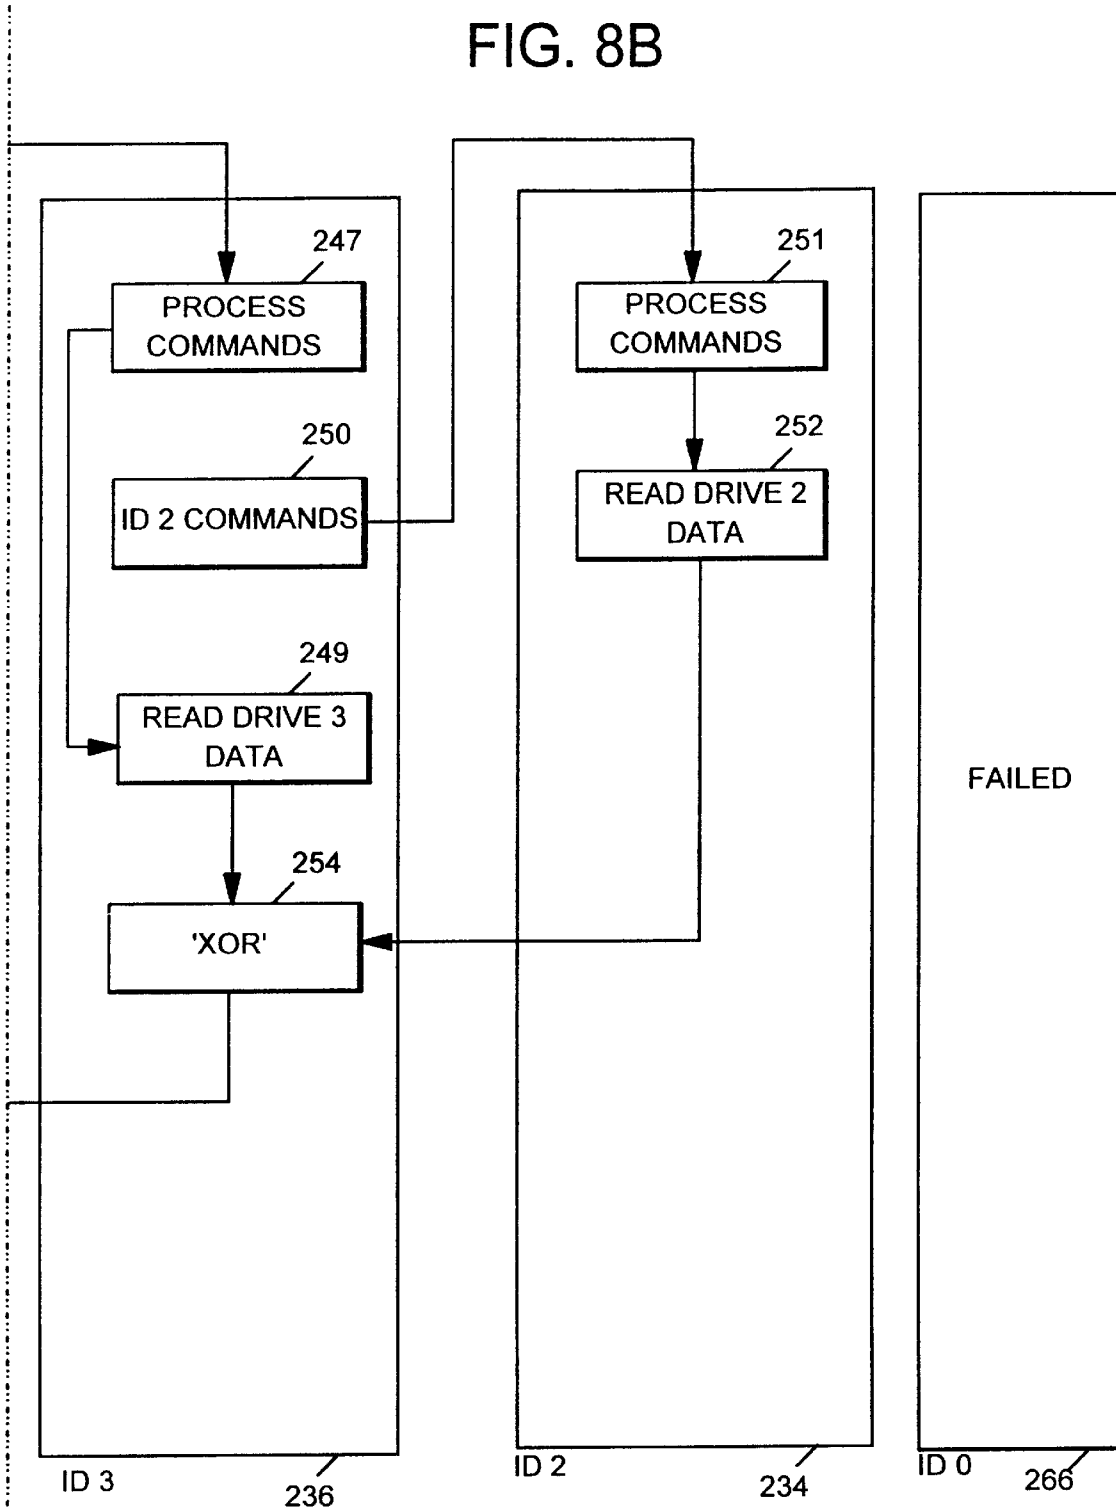 FIG. 8B
247
PROCESS
COMMANDS
250
ID 2 COMMANDS
249
READ DRIVE 3
DATA
254
'XOR'
ID 3
236
251
PROCESS
COMMANDS
252
READ DRIVE 2
DATA
ID 2
234
FAILED
ID 0
266